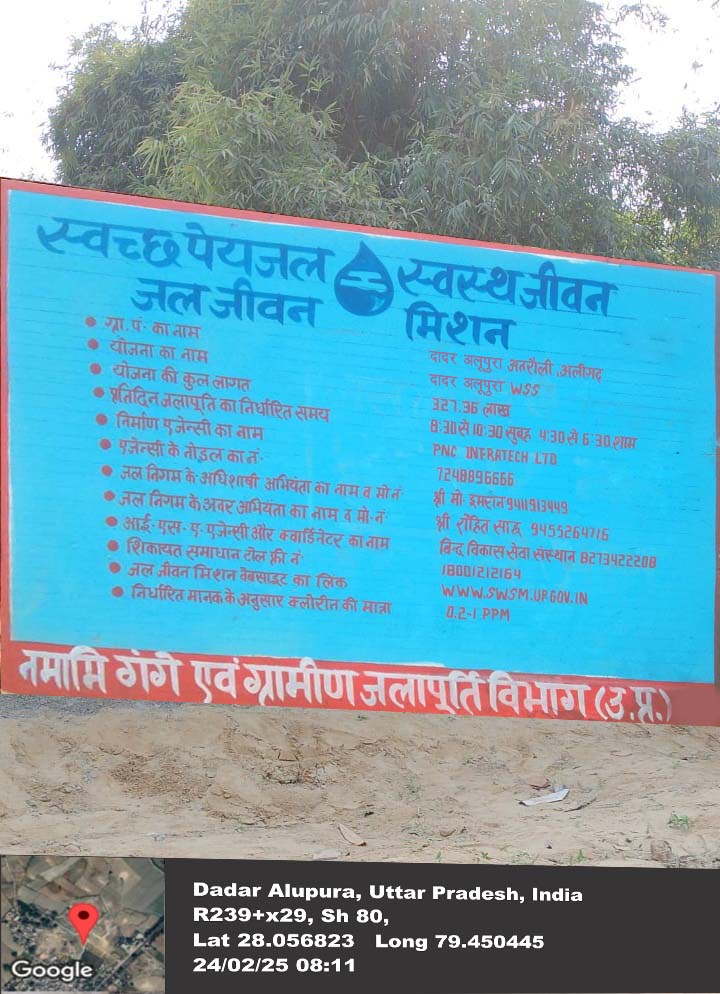 स्वच्छ पेयजल स्वस्थ जीवन
जल जीवन मिशन
ग्रा. पं. का नाम दादर अलूपुरा अतरौली अलीगढ़
योजना का नाम दादर अलूपुरा WSS
योजना की कुल लागत 327.36 लाख
प्रतिदिन जलापूर्ति का निर्धारित समय 8:30 से 10:30 सुबह 4:30 से 6:30 शाम
निर्माण एजेन्सी का नाम PNC INFRATECH LTD
एजेन्सी के नोडल का नं. 7248896666
जल निगम के अधिशाषी अभियंता का नाम व मो.नं. श्री मो. इमरान 9411913449
जल निगम के अवर अभियंता का नाम व मो.नं. श्री रोहित साहू 9455264716
आई-एस-ए-एजेन्सी और क्वार्डिनेटर का नाम विन्द विकास सेवा संस्थान 8273422208
शिकायत समाधान टोल फ्री नं. 18001212164
जल जीवन मिशन वेबसाइट का लिंक WWW.SWSM.UP.GOV.IN
निर्धारित मानक के अनुसार क्लोरीन की मात्रा 0.2-1 PPM
नमामि गंगे एवं ग्रामीण जलापूर्ति विभाग (उ.प्र.)
Dadar Alupura, Uttar Pradesh, India
R239+x29, Sh 80,
Lat 28.056823 Long 79.450445
24/02/25 08:11
Google